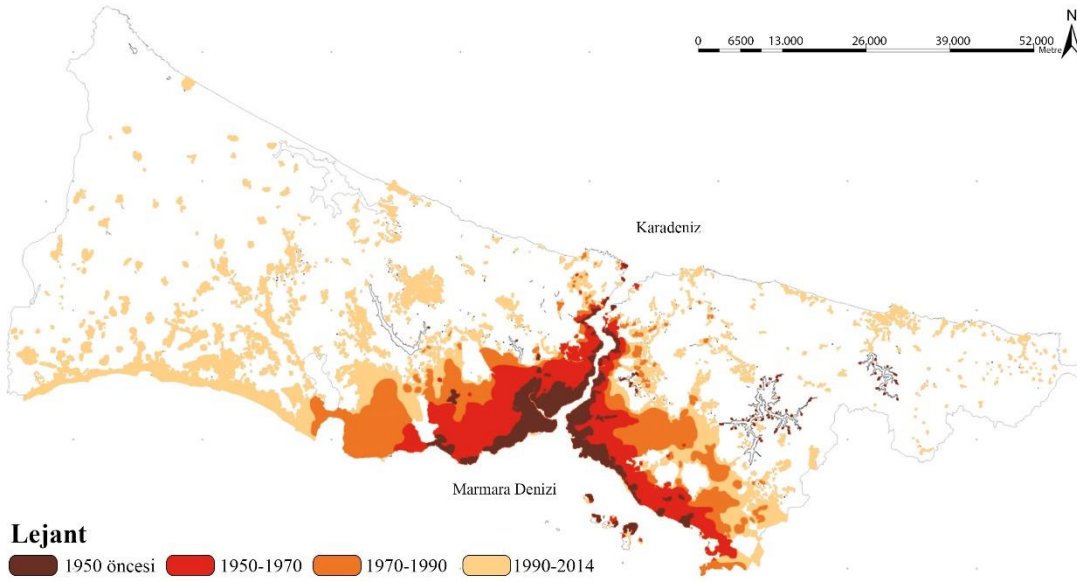 N
0 6500 13.000 26,000 39,000 52,000
Metre
Karadeniz
Marmara Denizi
Lejant
1950 öncesi 1950-1970 1970-1990 1990-2014